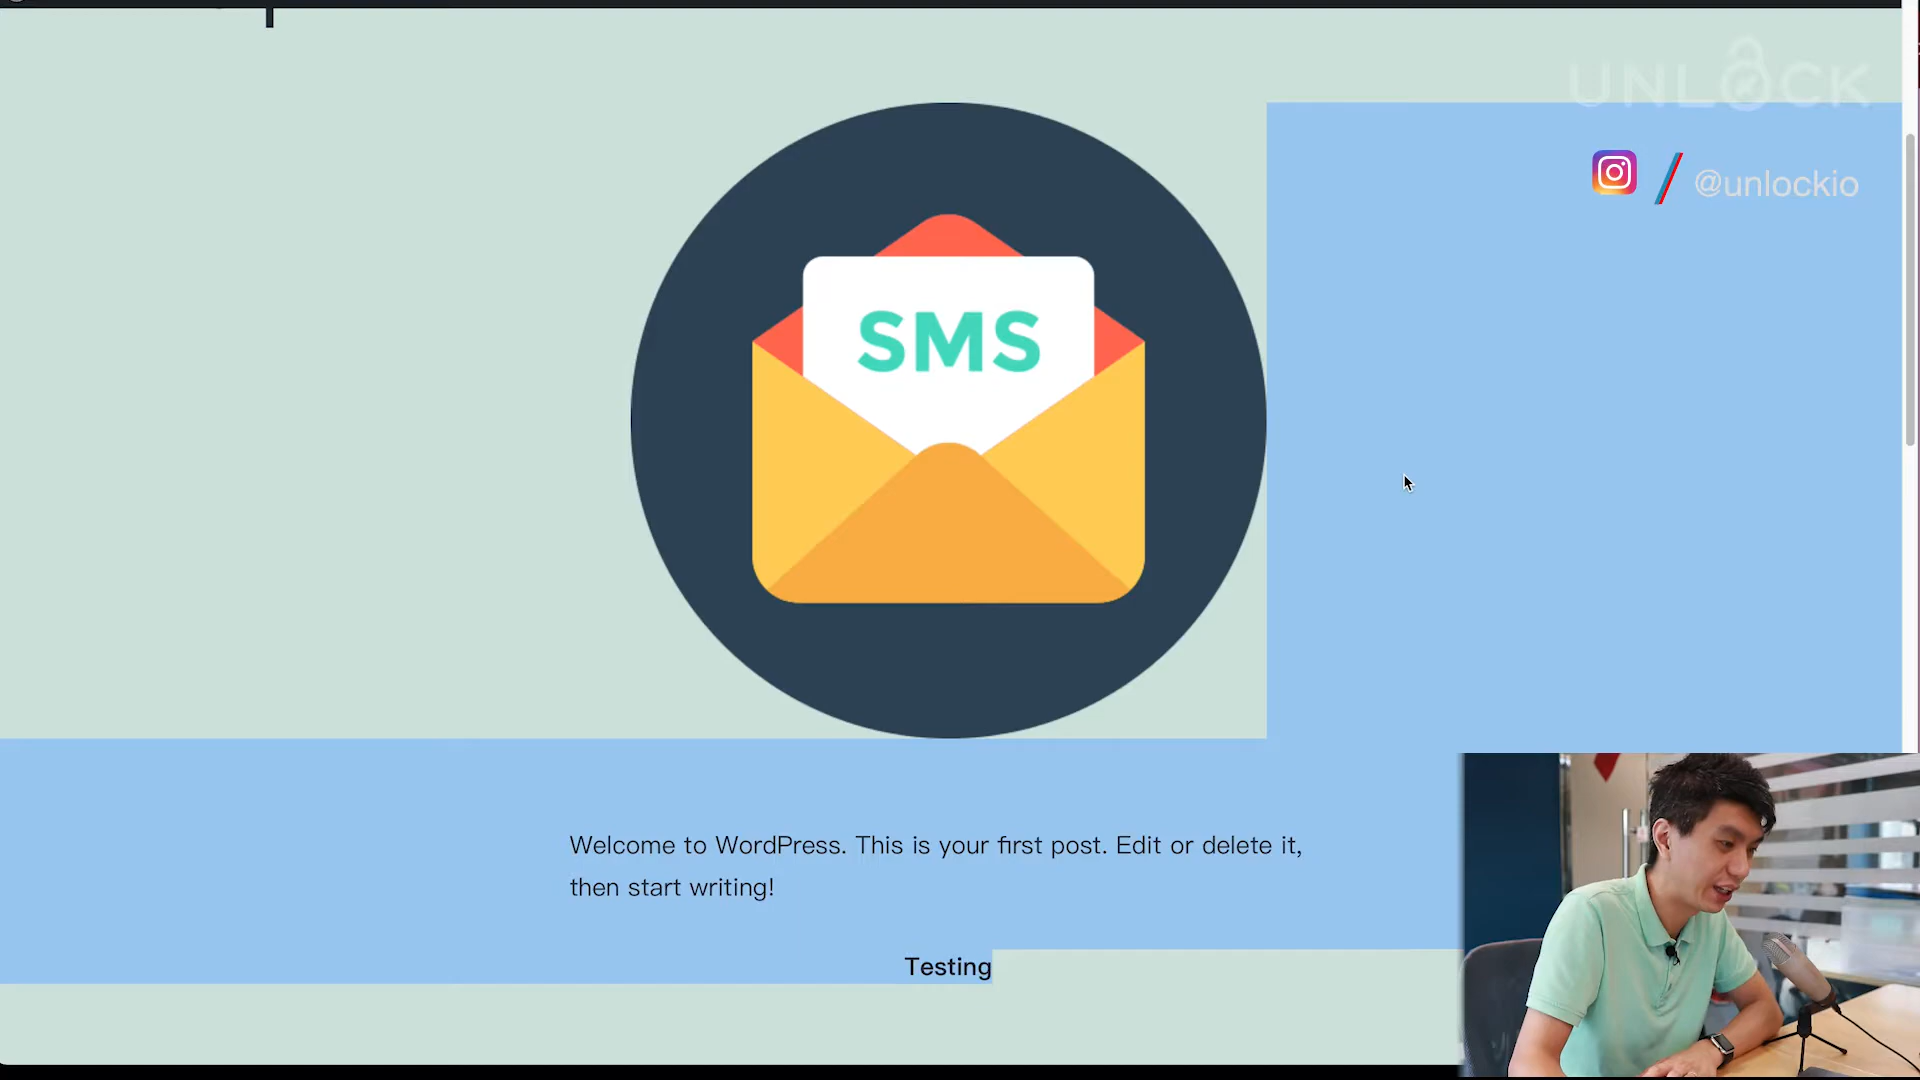 UNLOCK
@unlockio
SMS
Welcome to WordPress. This is your first post. Edit or delete it,
then start writing!
Testing